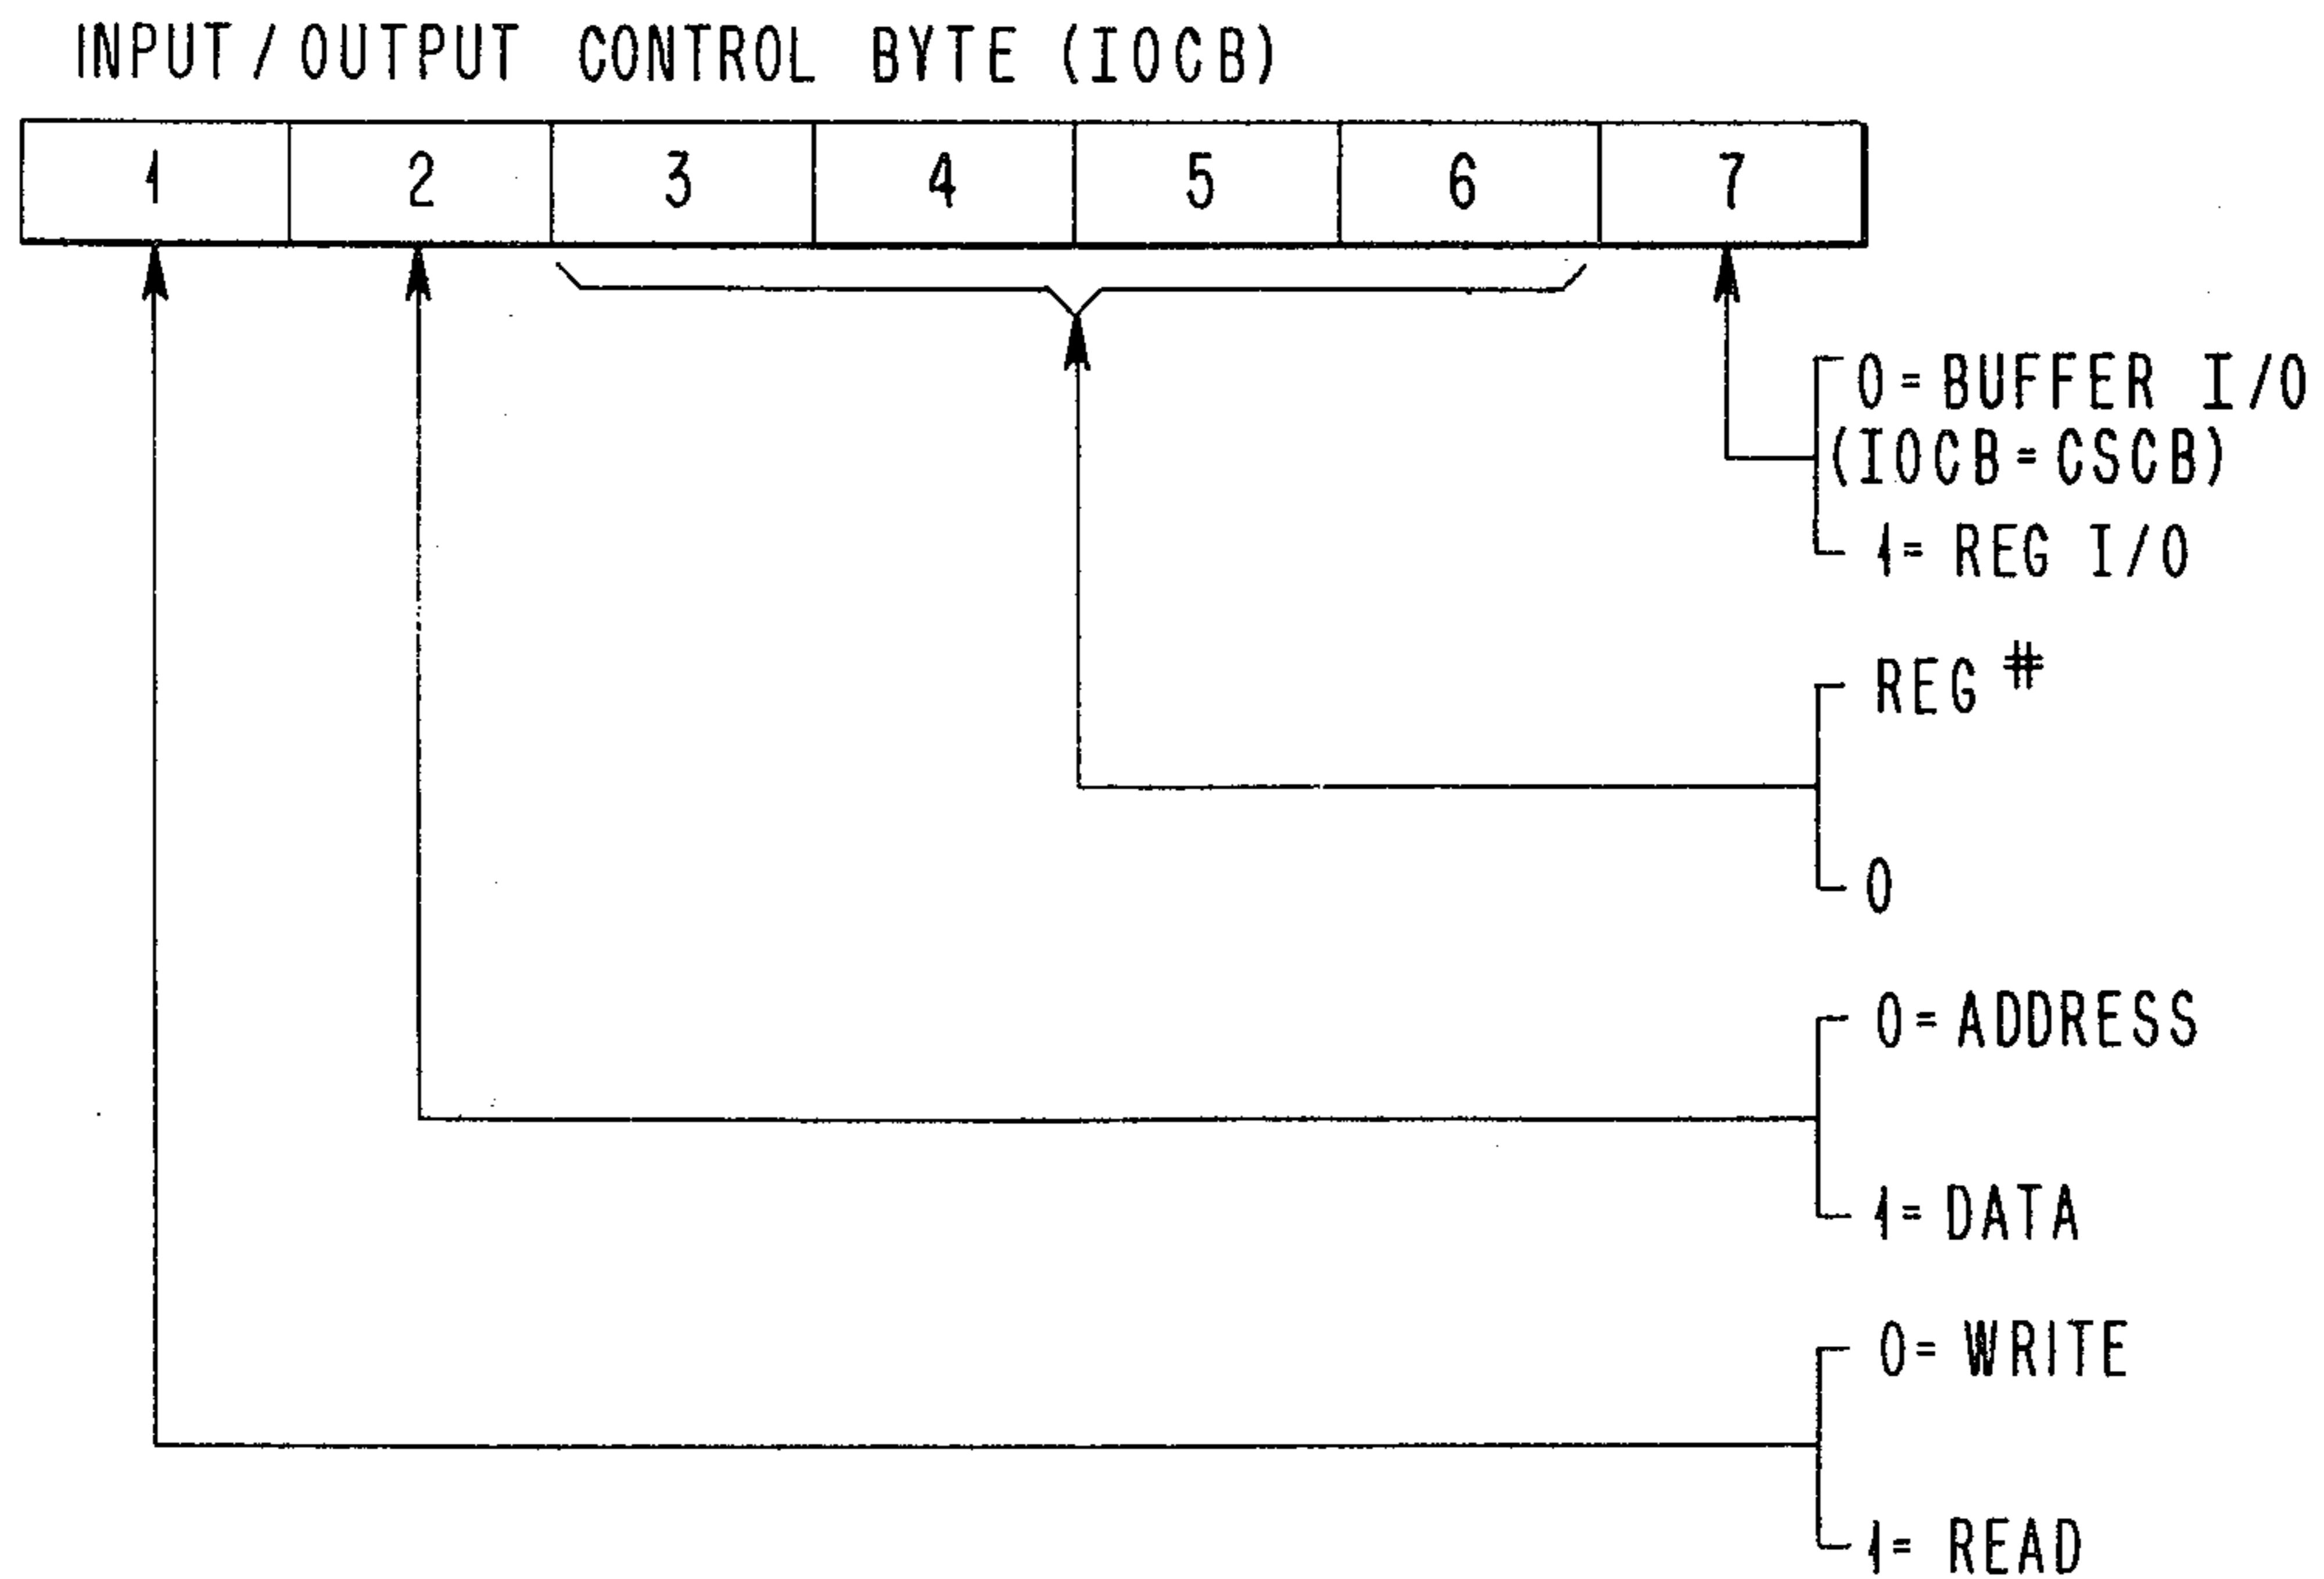 INPUT/OUTPUT CONTROL BYTE (IOCB)
1 2 3 4 5 6 7
0=BUFFER I/O
(IOCB=CSCB)
1= REG I/O
REG #
0
0= ADDRESS
1= DATA
0= WRITE
1= READ